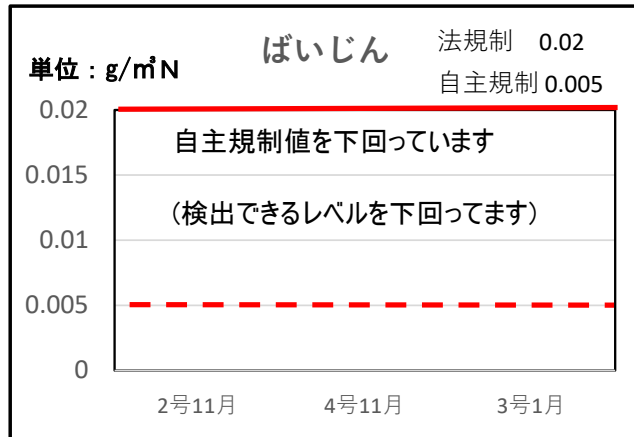 ばいじん
法規制 0.02
自主規制 0.005
単位：g/㎥N
0.02
自主規制値を下回っています
0.015
（検出できるレベルを下回ってます）
0.01
0.005
0
2号11月 4号11月 3号1月